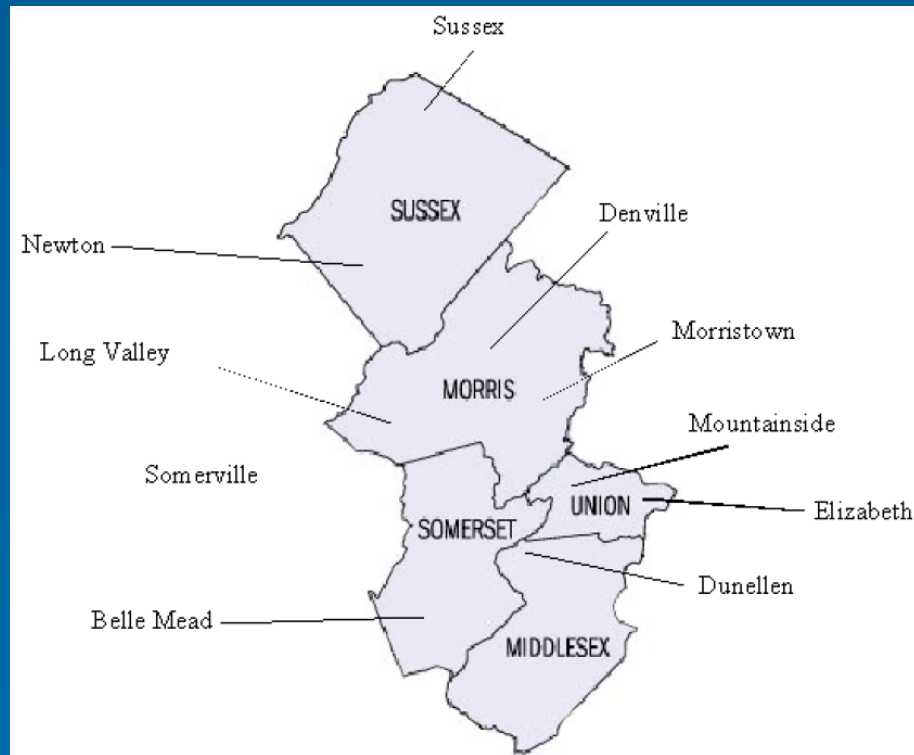 Sussex
SUSSEX
Denville
Newton
Morristown
Long Valley
MORRIS
Mountainside
Somerville
UNION
Elizabeth
SOMERSET
Dunellen
Belle Mead
MIDDLESEX